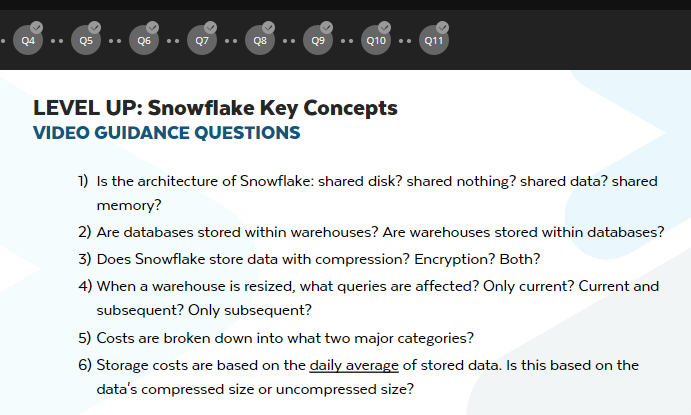 Q4 Q5 Q6 Q7 Q8 Q9 Q10 Q11
LEVEL UP: Snowflake Key Concepts
VIDEO GUIDANCE QUESTIONS
1) Is the architecture of Snowflake: shared disk? shared nothing? shared data? shared
memory?
2) Are databases stored within warehouses? Are warehouses stored within databases?
3) Does Snowflake store data with compression? Encryption? Both?
4) When a warehouse is resized, what queries are affected? Only current? Current and
subsequent? Only subsequent?
5) Costs are broken down into what two major categories?
6) Storage costs are based on the daily average of stored data. Is this based on the
data's compressed size or uncompressed size?